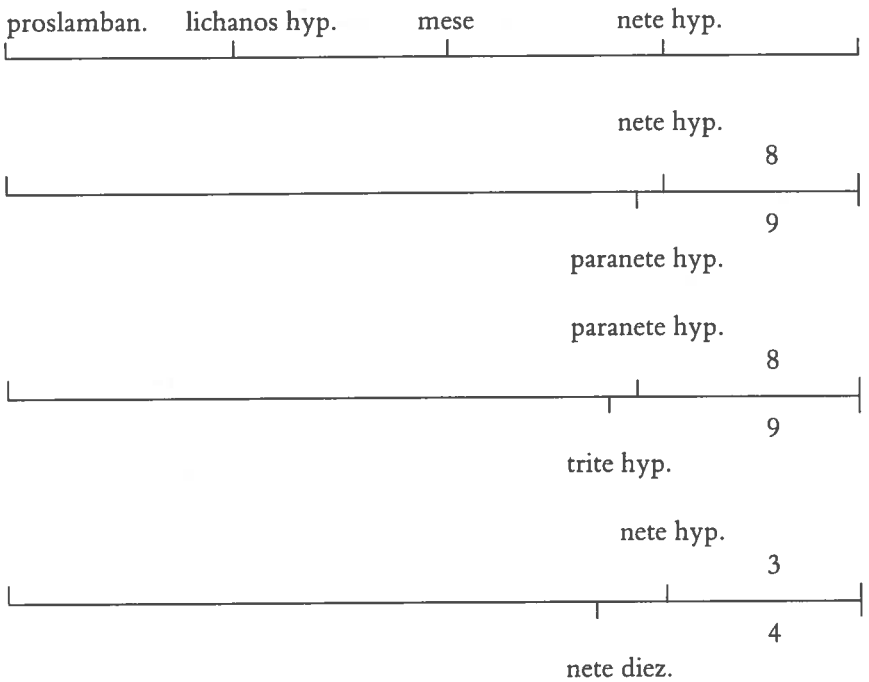 proslamban. lichanos hyp. mese nete hyp.
nete hyp.
8
9
paranete hyp.
paranete hyp.
8
9
trite hyp.
nete hyp.
3
4
nete diez.